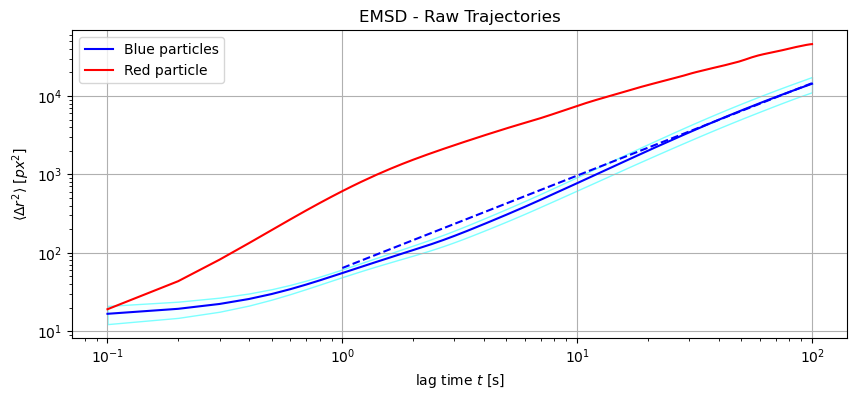 EMSD - Raw Trajectories
Blue particles
Red particle
⟨Δr²⟩ [px²]
10⁴
10³
10²
10¹
10⁻¹
10⁰
10¹
10²
lag time t [s]